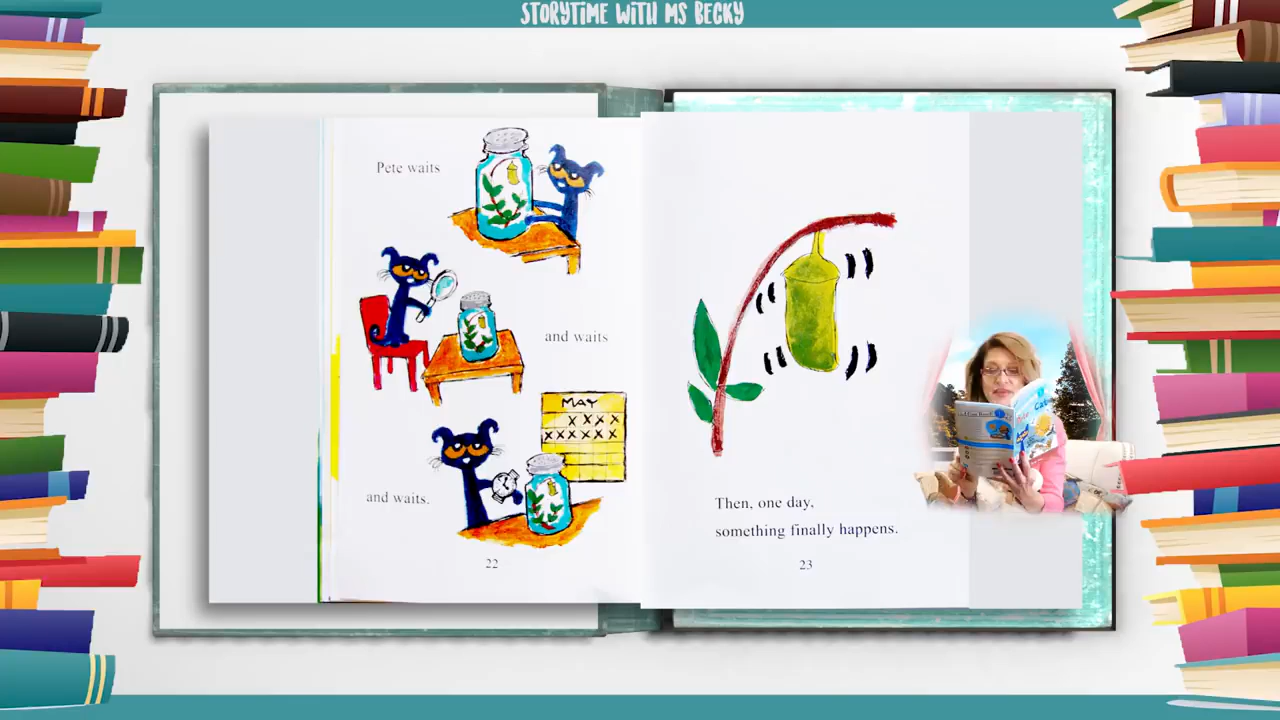 STORYTIME WITH MS BECKY
Pete waits
and waits
MAY
and waits.
22
Then, one day,
something finally happens.
23